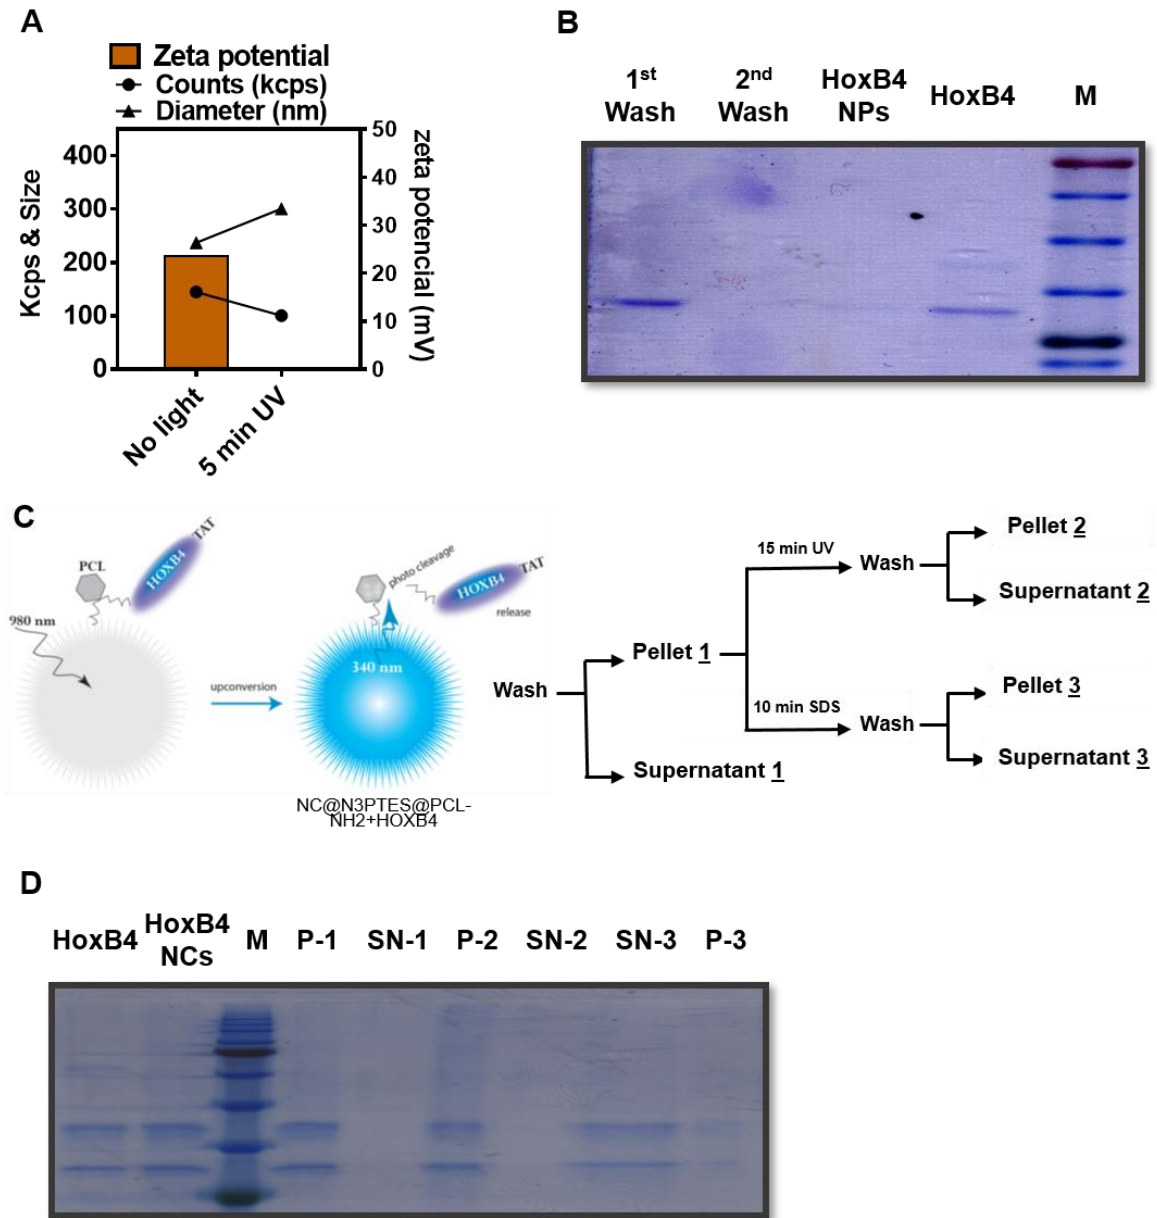 A
Zeta potential
Counts (kcps)
Diameter (nm)
400
300
200
100
0
Kcps & Size
50
40
30
20
10
0
zeta potencial (mV)
No light
5 min UV
B
1st Wash
2nd Wash
HoxB4 NPs
HoxB4
M
C
PCL
HOXB4
TAT
980 nm
upconversion
photo cleavage
HOXB4
TAT
release
340 nm
NC@N3PTES@PCL-
NH2+HOXB4
Wash
Pellet 1
Supernatant 1
15 min UV
10 min SDS
Wash
Wash
Pellet 2
Supernatant 2
Pellet 3
Supernatant 3
D
HoxB4
HoxB4 NCs
M
P-1
SN-1
P-2
SN-2
SN-3
P-3